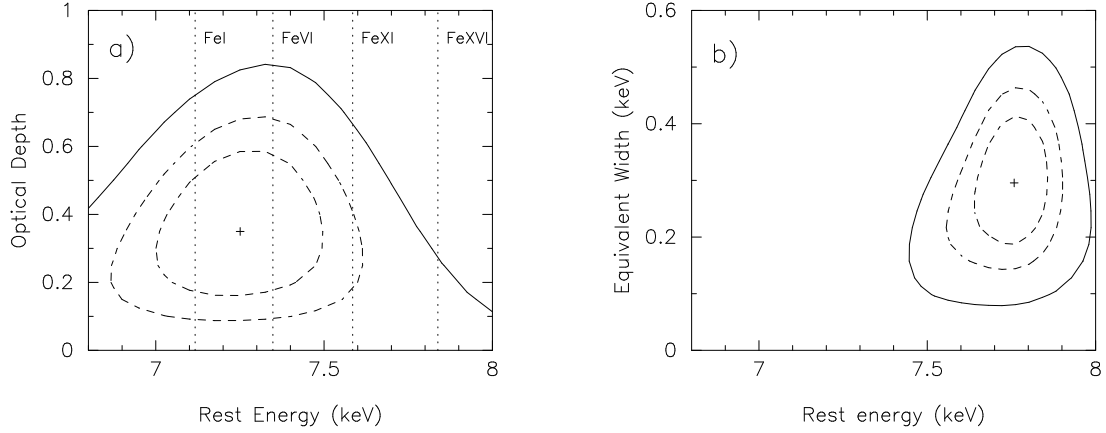 a)
FeI
FeVI
FeXI
FeXVI
1
0.8
0.6
0.4
0.2
0
Optical Depth
7
7.5
8
Rest Energy (keV)
b)
0.6
0.4
0.2
0
Equivalent Width (keV)
7
7.5
8
Rest energy (keV)